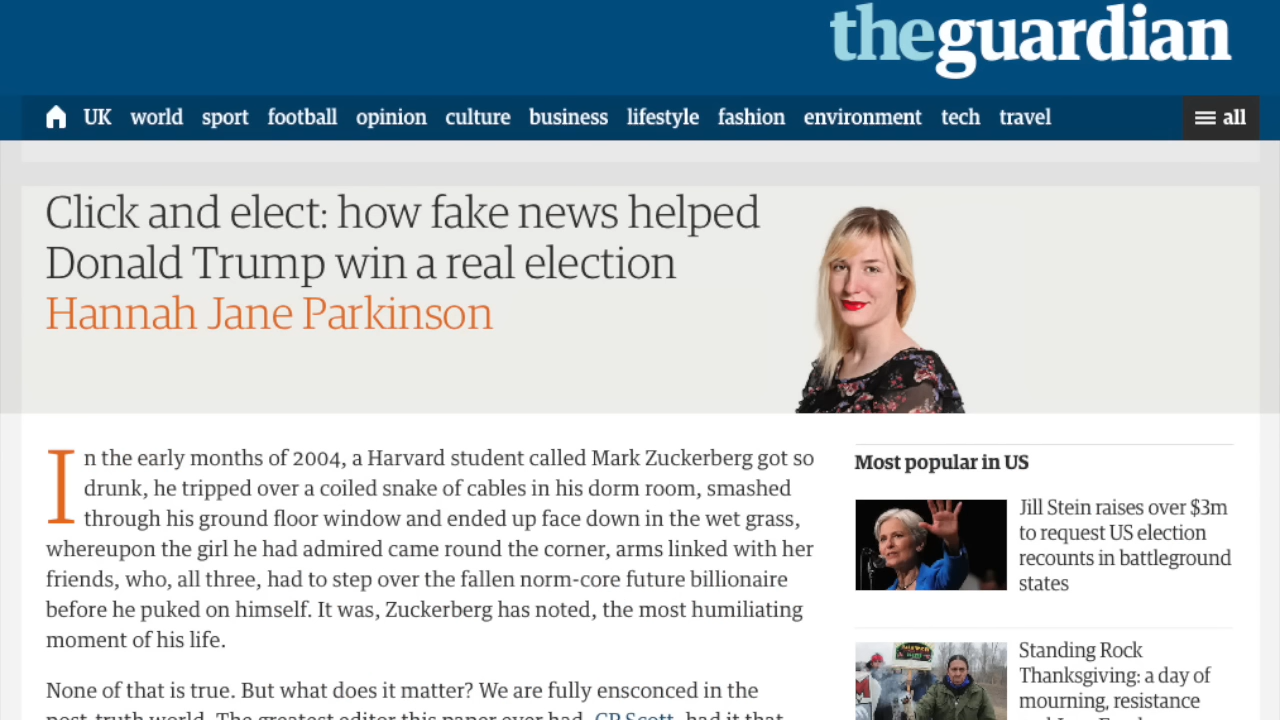 theguardian
UK world sport football opinion culture business lifestyle fashion environment tech travel all
Click and elect: how fake news helped
Donald Trump win a real election
Hannah Jane Parkinson
In the early months of 2004, a Harvard student called Mark Zuckerberg got so
drunk, he tripped over a coiled snake of cables in his dorm room, smashed
through his ground floor window and ended up face down in the wet grass,
whereupon the girl he had admired came round the corner, arms linked with her
friends, who, all three, had to step over the fallen norm-core future billionaire
before he puked on himself. It was, Zuckerberg has noted, the most humiliating
moment of his life.
None of that is true. But what does it matter? We are fully ensconced in the
post-truth world. The greatest editor this paper ever had, CP Scott, had it that
Most popular in US
Jill Stein raises over $3m
to request US election
recounts in battleground
states
Standing Rock
Thanksgiving: a day of
mourning, resistance